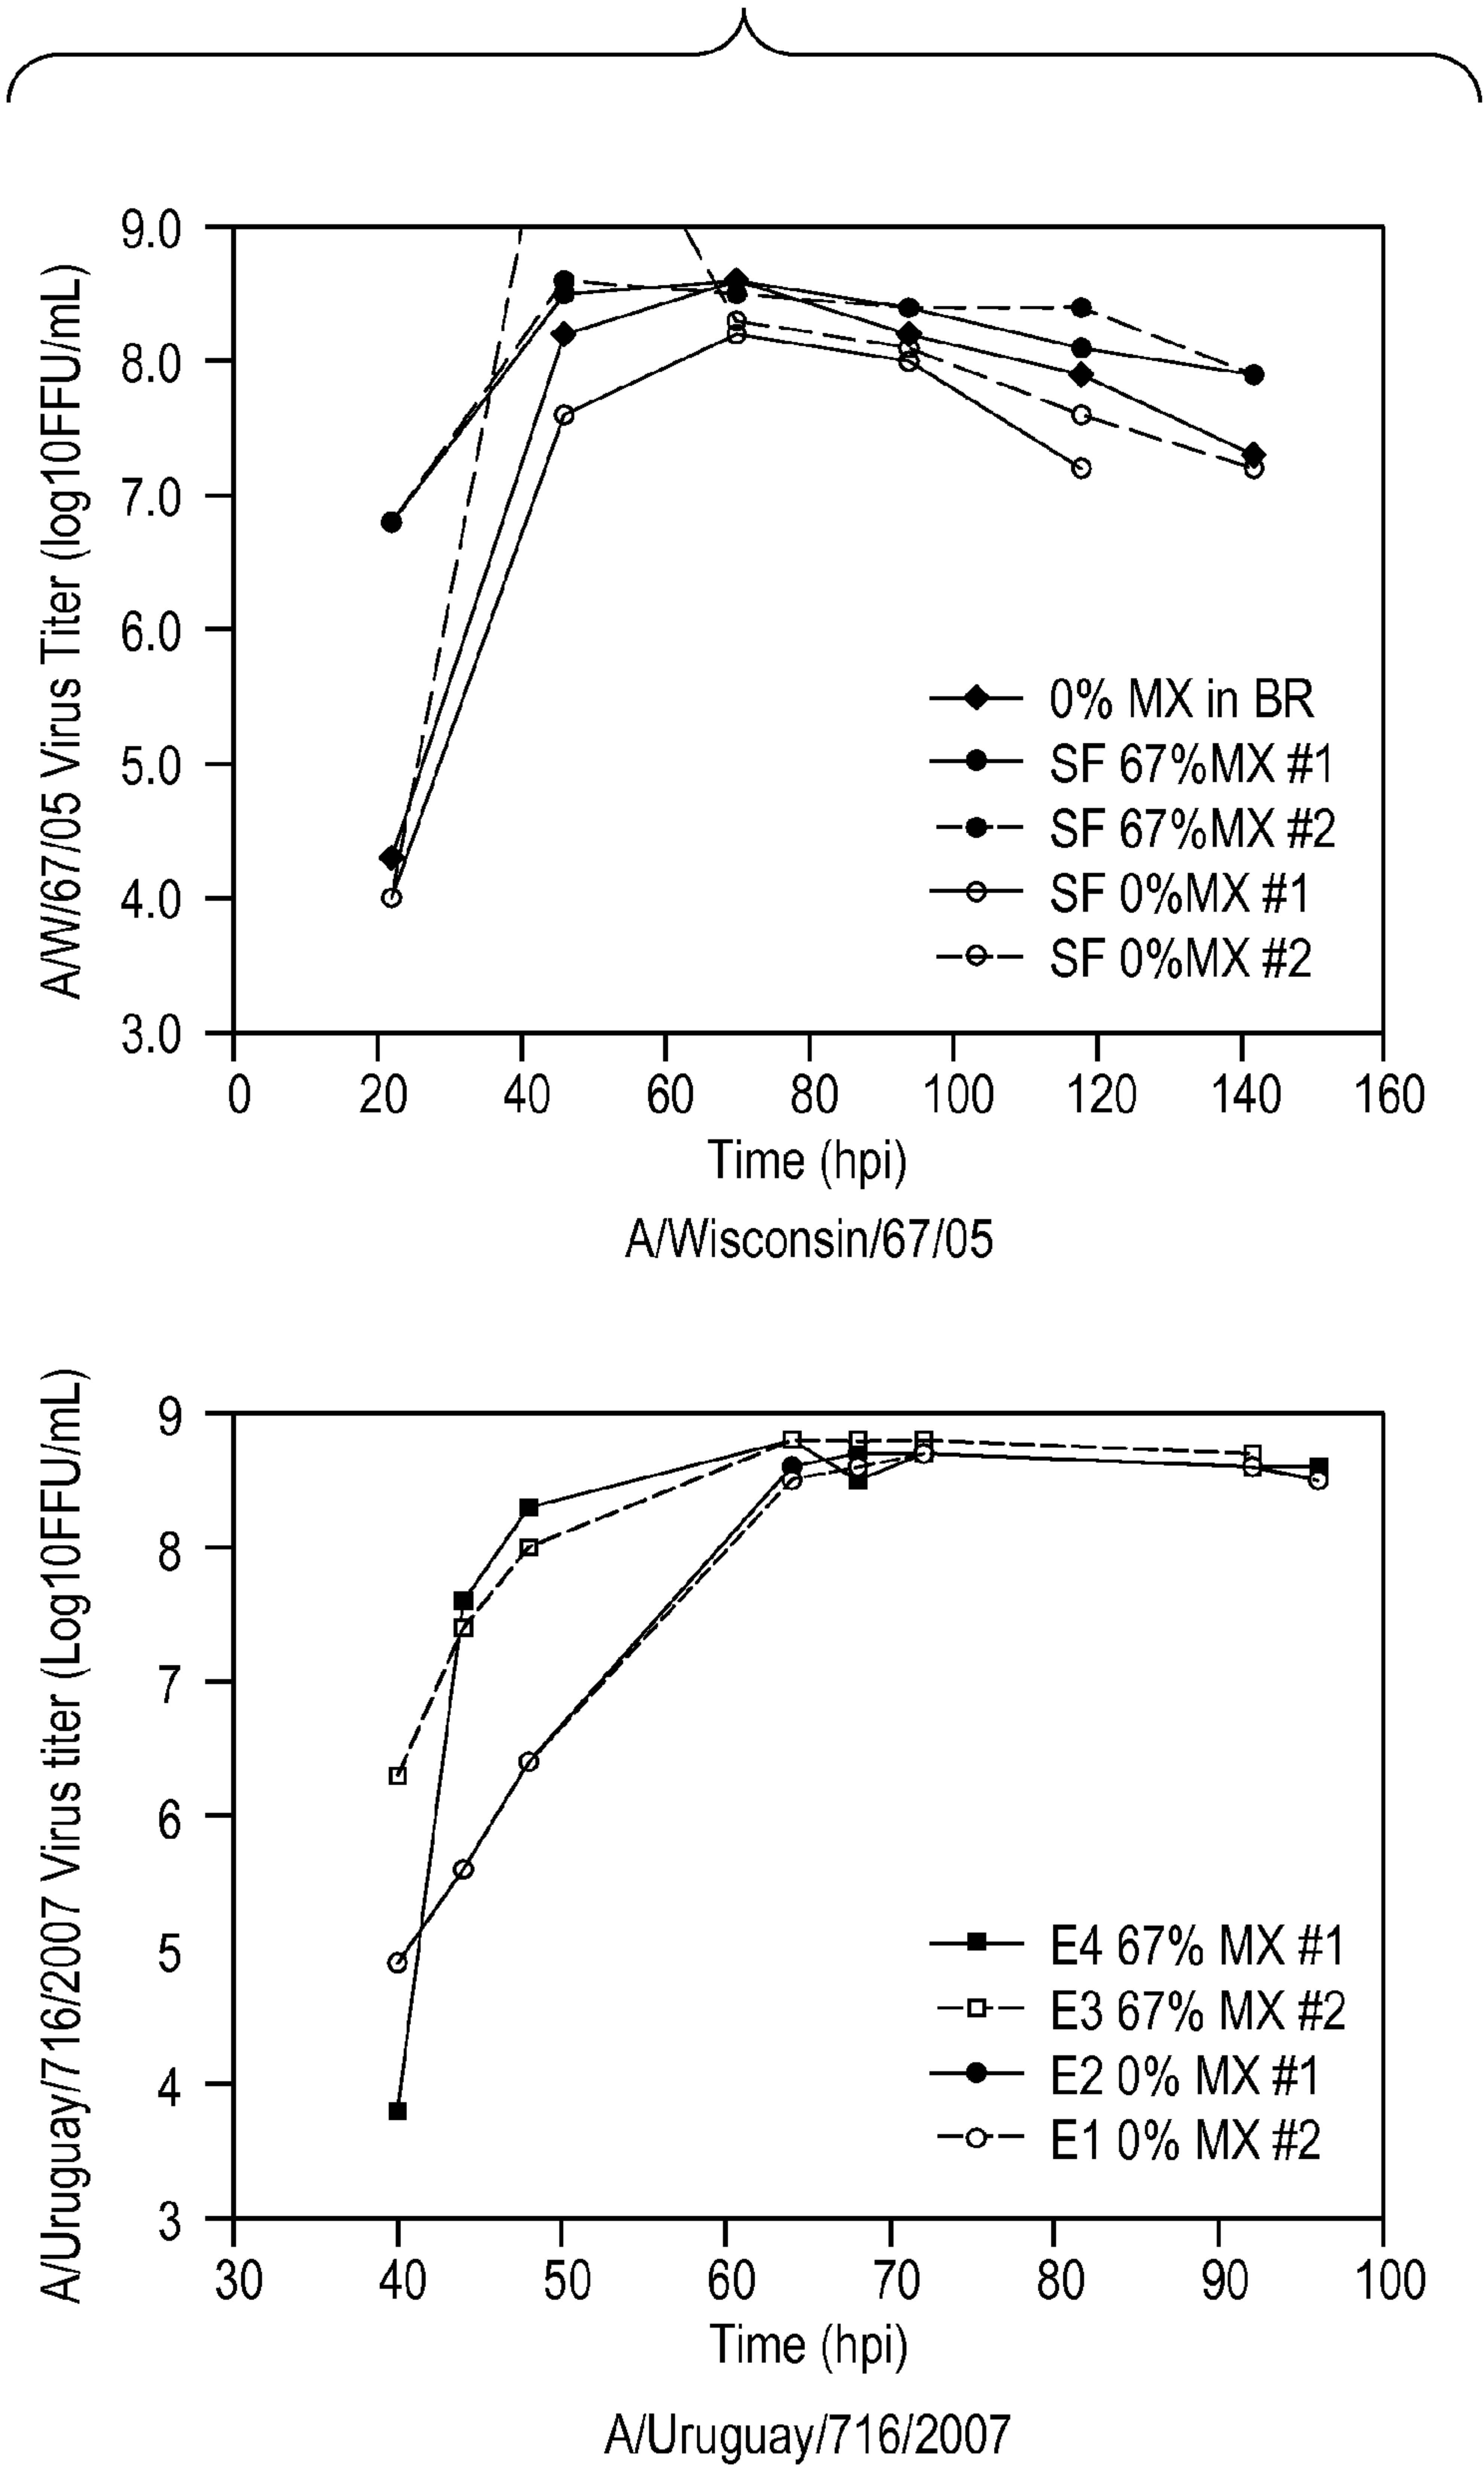 A/W/67/05 Virus Titer (log10FFU/mL)
9.0
8.0
7.0
6.0
5.0
4.0
3.0
0% MX in BR
SF 67%MX #1
SF 67%MX #2
SF 0%MX #1
SF 0%MX #2
0 20 40 60 80 100 120 140 160
Time (hpi)
A/Wisconsin/67/05
A/Uruguay/716/2007 Virus titer (Log10FFU/mL)
9
8
7
6
5
4
3
E4 67% MX #1
E3 67% MX #2
E2 0% MX #1
E1 0% MX #2
30 40 50 60 70 80 90 100
Time (hpi)
A/Uruguay/716/2007